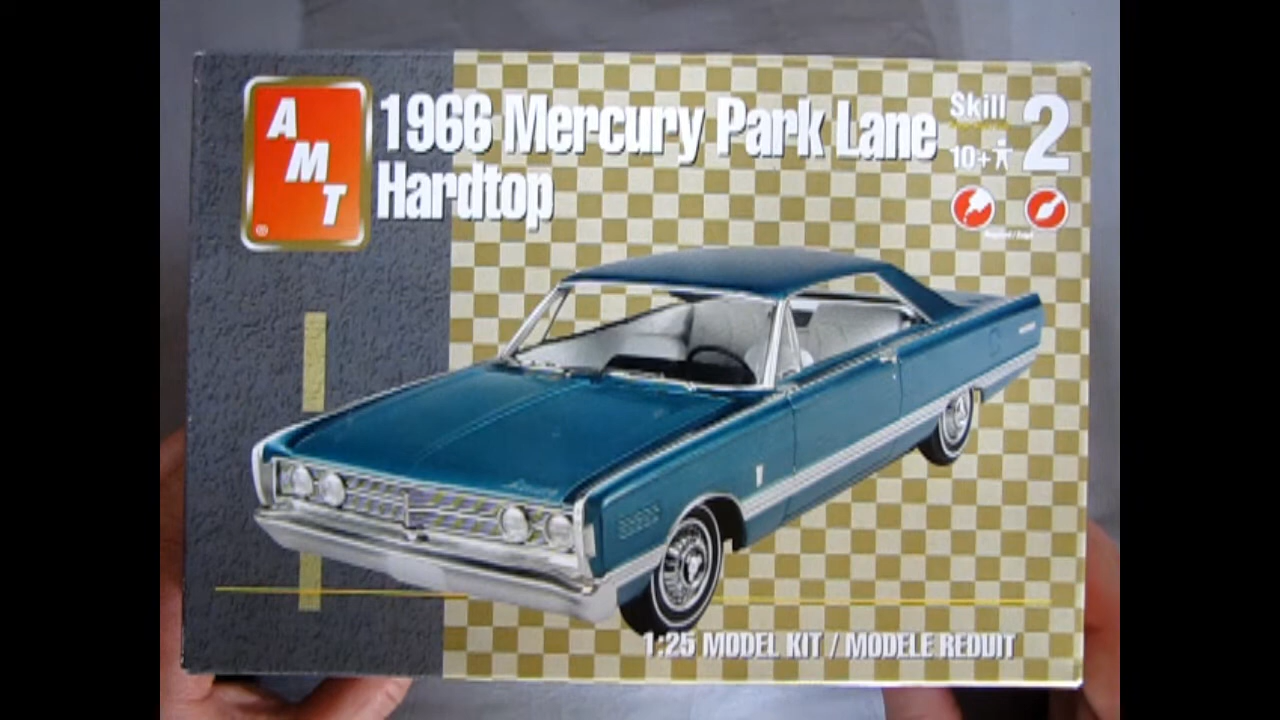 AMT
®
1966 Mercury Park Lane
Hardtop
Skill
2
10+
1:25 MODEL KIT / MODELE REDUIT